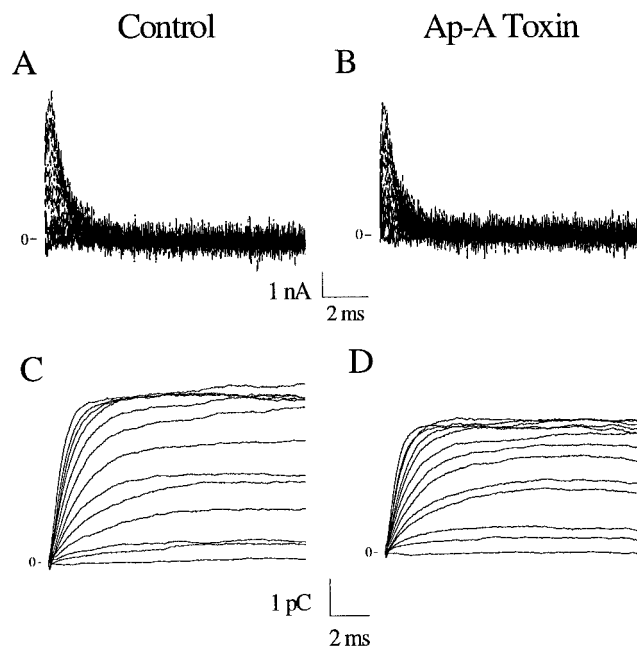 Control
Ap-A Toxin
A
B
0-
0-
1 nA
2 ms
C
D
0-
0-
1 pC
2 ms